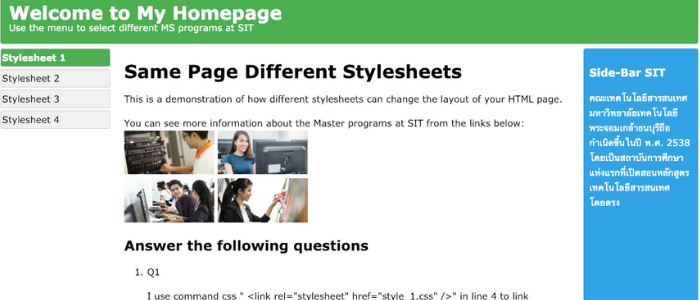 Welcome to My Homepage
Use the menu to select different MS programs at SIT
Stylesheet 1
Stylesheet 2
Stylesheet 3
Stylesheet 4
Same Page Different Stylesheets
This is a demonstration of how different stylesheets can change the layout of your HTML page.
You can see more information about the Master programs at SIT from the links below:
Answer the following questions
1. Q1
I use command css " <link rel="stylesheet" href="style_1.css" />" in line 4 to link
Side-Bar SIT
คณะเทคโนโลยีสารสนเทศ
มหาวิทยาลัยเทคโนโลยี
พระจอมเกล้าธนบุรีถือ
กำเนิดขึ้นในปี พ.ศ. 2538
โดยเป็นสถาบันการศึกษา
แห่งแรกที่เปิดสอนหลักสูตร
เทคโนโลยีสารสนเทศ
โดยตรง